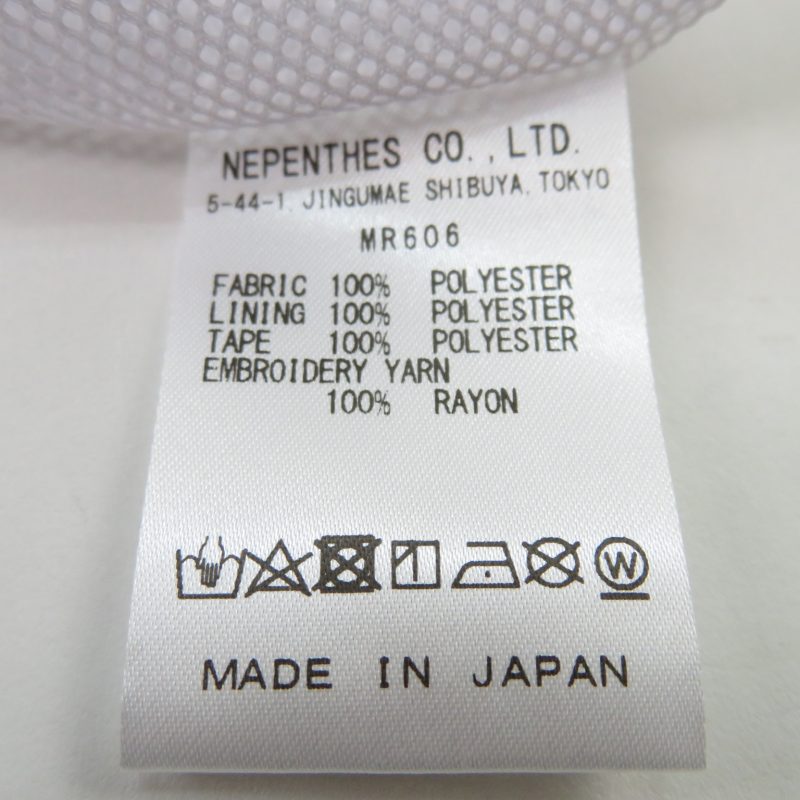 NEPENTHES CO.,LTD.
5-44-1, JINGUMAE SHIBUYA, TOKYO
MR606
FABRIC 100% POLYESTER
LINING 100% POLYESTER
TAPE 100% POLYESTER
EMBROIDERY YARN
100% RAYON
W
MADE IN JAPAN